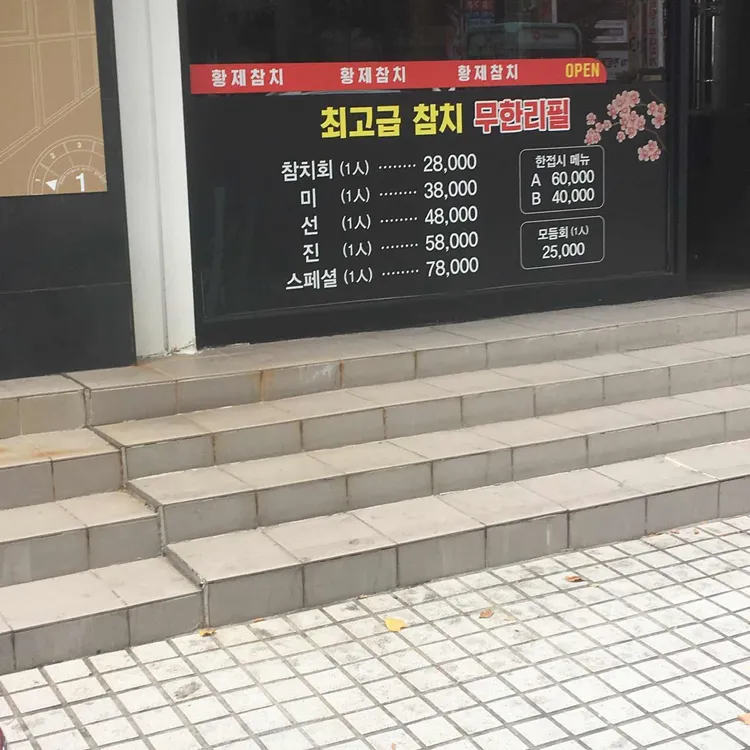 황제참치 황제참치 황제참치 OPEN
최고급 참치 무한리필
참치회 (1人) ········ 28,000
미 (1人) ········ 38,000
선 (1人) ········ 48,000
진 (1人) ········ 58,000
스페셜 (1人) ········ 78,000
한접시 메뉴
A 60,000
B 40,000
모듬회 (1人)
25,000
1 2 3
1